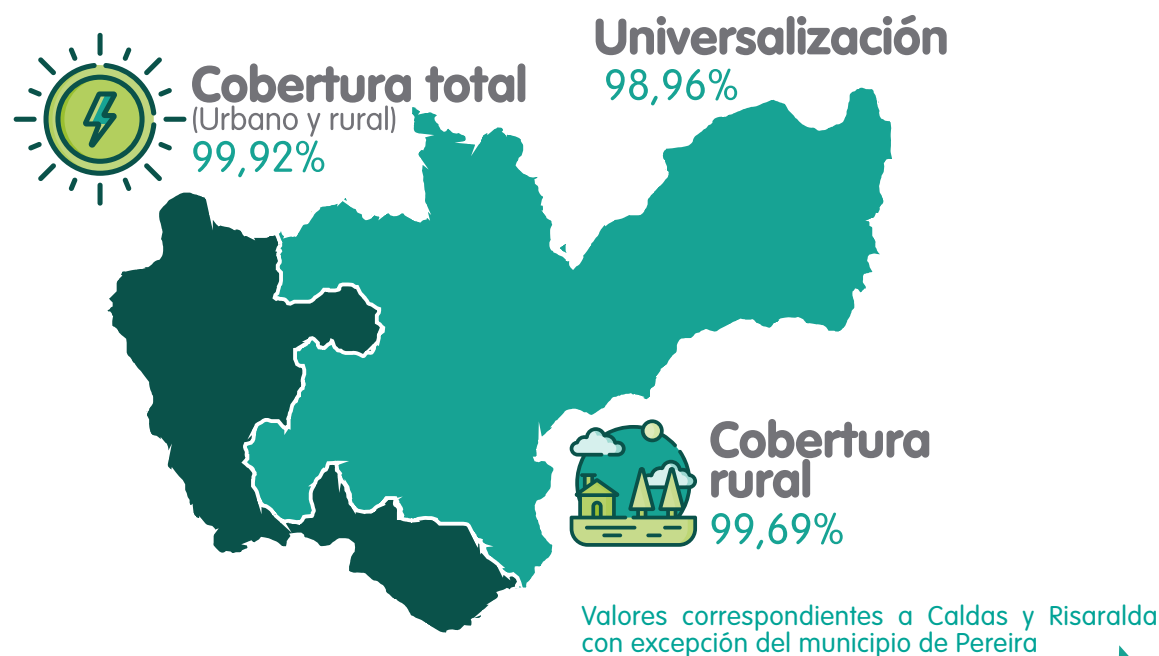 Universalización
98,96%
Cobertura total
(Urbano y rural)
99,92%
Cobertura
rural
99,69%
Valores correspondientes a Caldas y Risaralda
con excepción del municipio de Pereira